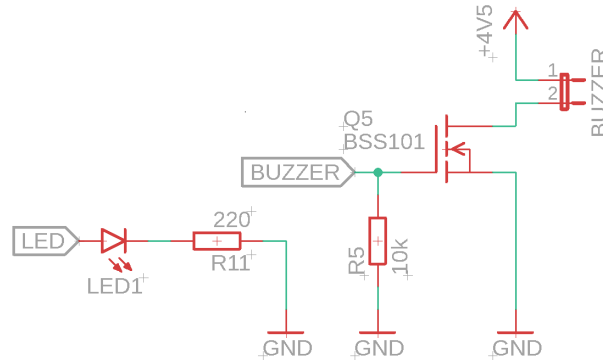 +4V5
1
2
BUZZER
Q5
BSS101
BUZZER
LED
220
R11
LED1
R5
10k
GND
GND
GND